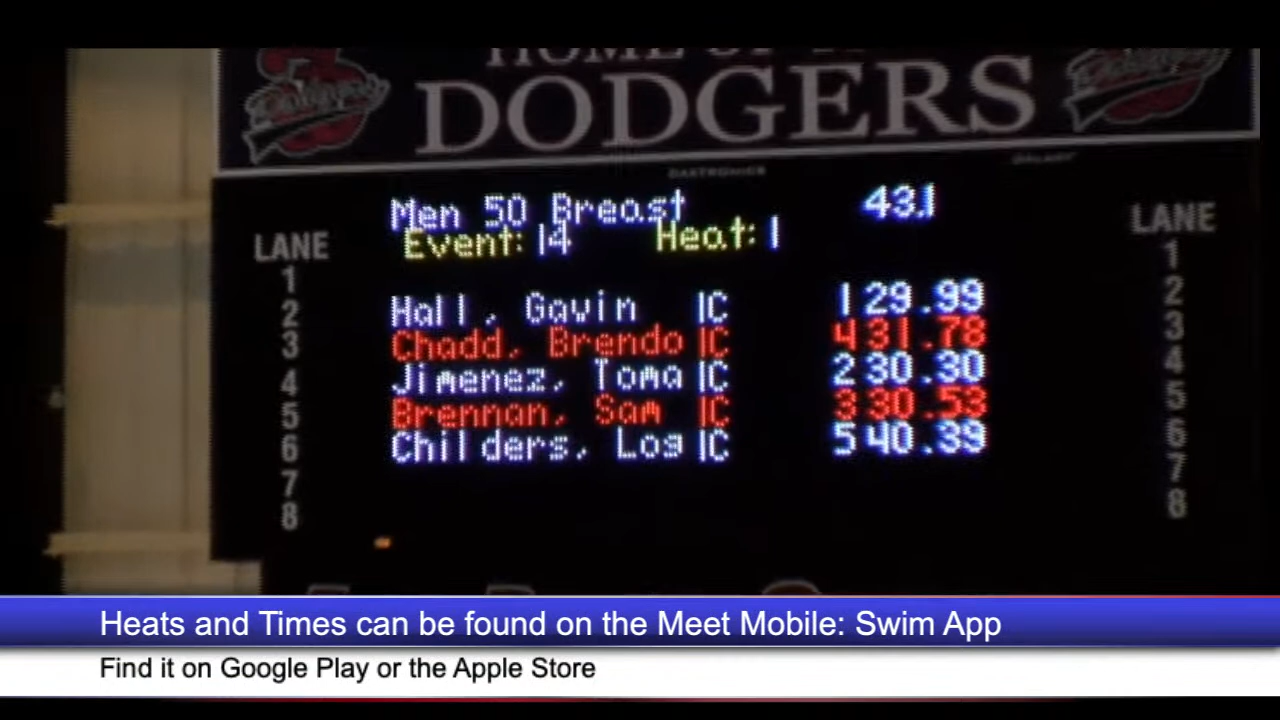 HOME OF
DODGERS
DAKTRONICS
Men 50 Breast 43.1
LANE Event: 14 Heat: 1 LANE
1 1
2 Hall, Gavin IC 1 29.99 2
3 Chadd, Brendo IC 4 31.78 3
4 Jimenez, Toma IC 2 30.30 4
5 Brennan, Sam IC 3 30.53 5
6 Childers, Log IC 5 40.39 6
7 7
8 8
Heats and Times can be found on the Meet Mobile: Swim App
Find it on Google Play or the Apple Store